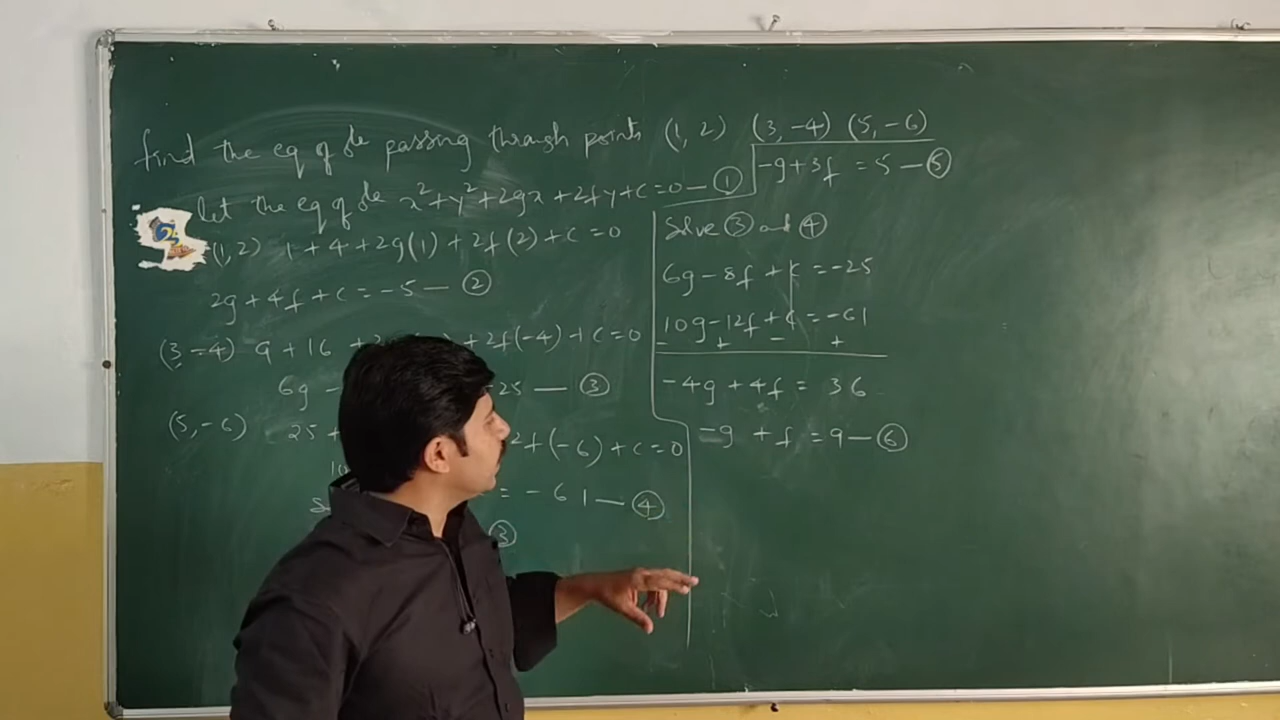 find the eq of
passing through points (1, 2) (3, -4) (5, -6)
let the eq of
x² + y² + 2gx + 2fy + c = 0 — ①
(1, 2) 1 + 4 + 2g(1) + 2f(2) + c = 0
2g + 4f + c = -5 — ②
(3 -4) 9 + 16 + 2f(-4) + c = 0
6g - -25 — ③
(5, -6) 25 + 2f(-6) + c = 0
10 = -61 — ④
③
-g + 3f = 5 — ⑤
Solve ③ and ④
6g - 8f + c = -25
10g - 12f + c = -61
- + - +
-4g + 4f = 36
-g + f = 9 — ⑥